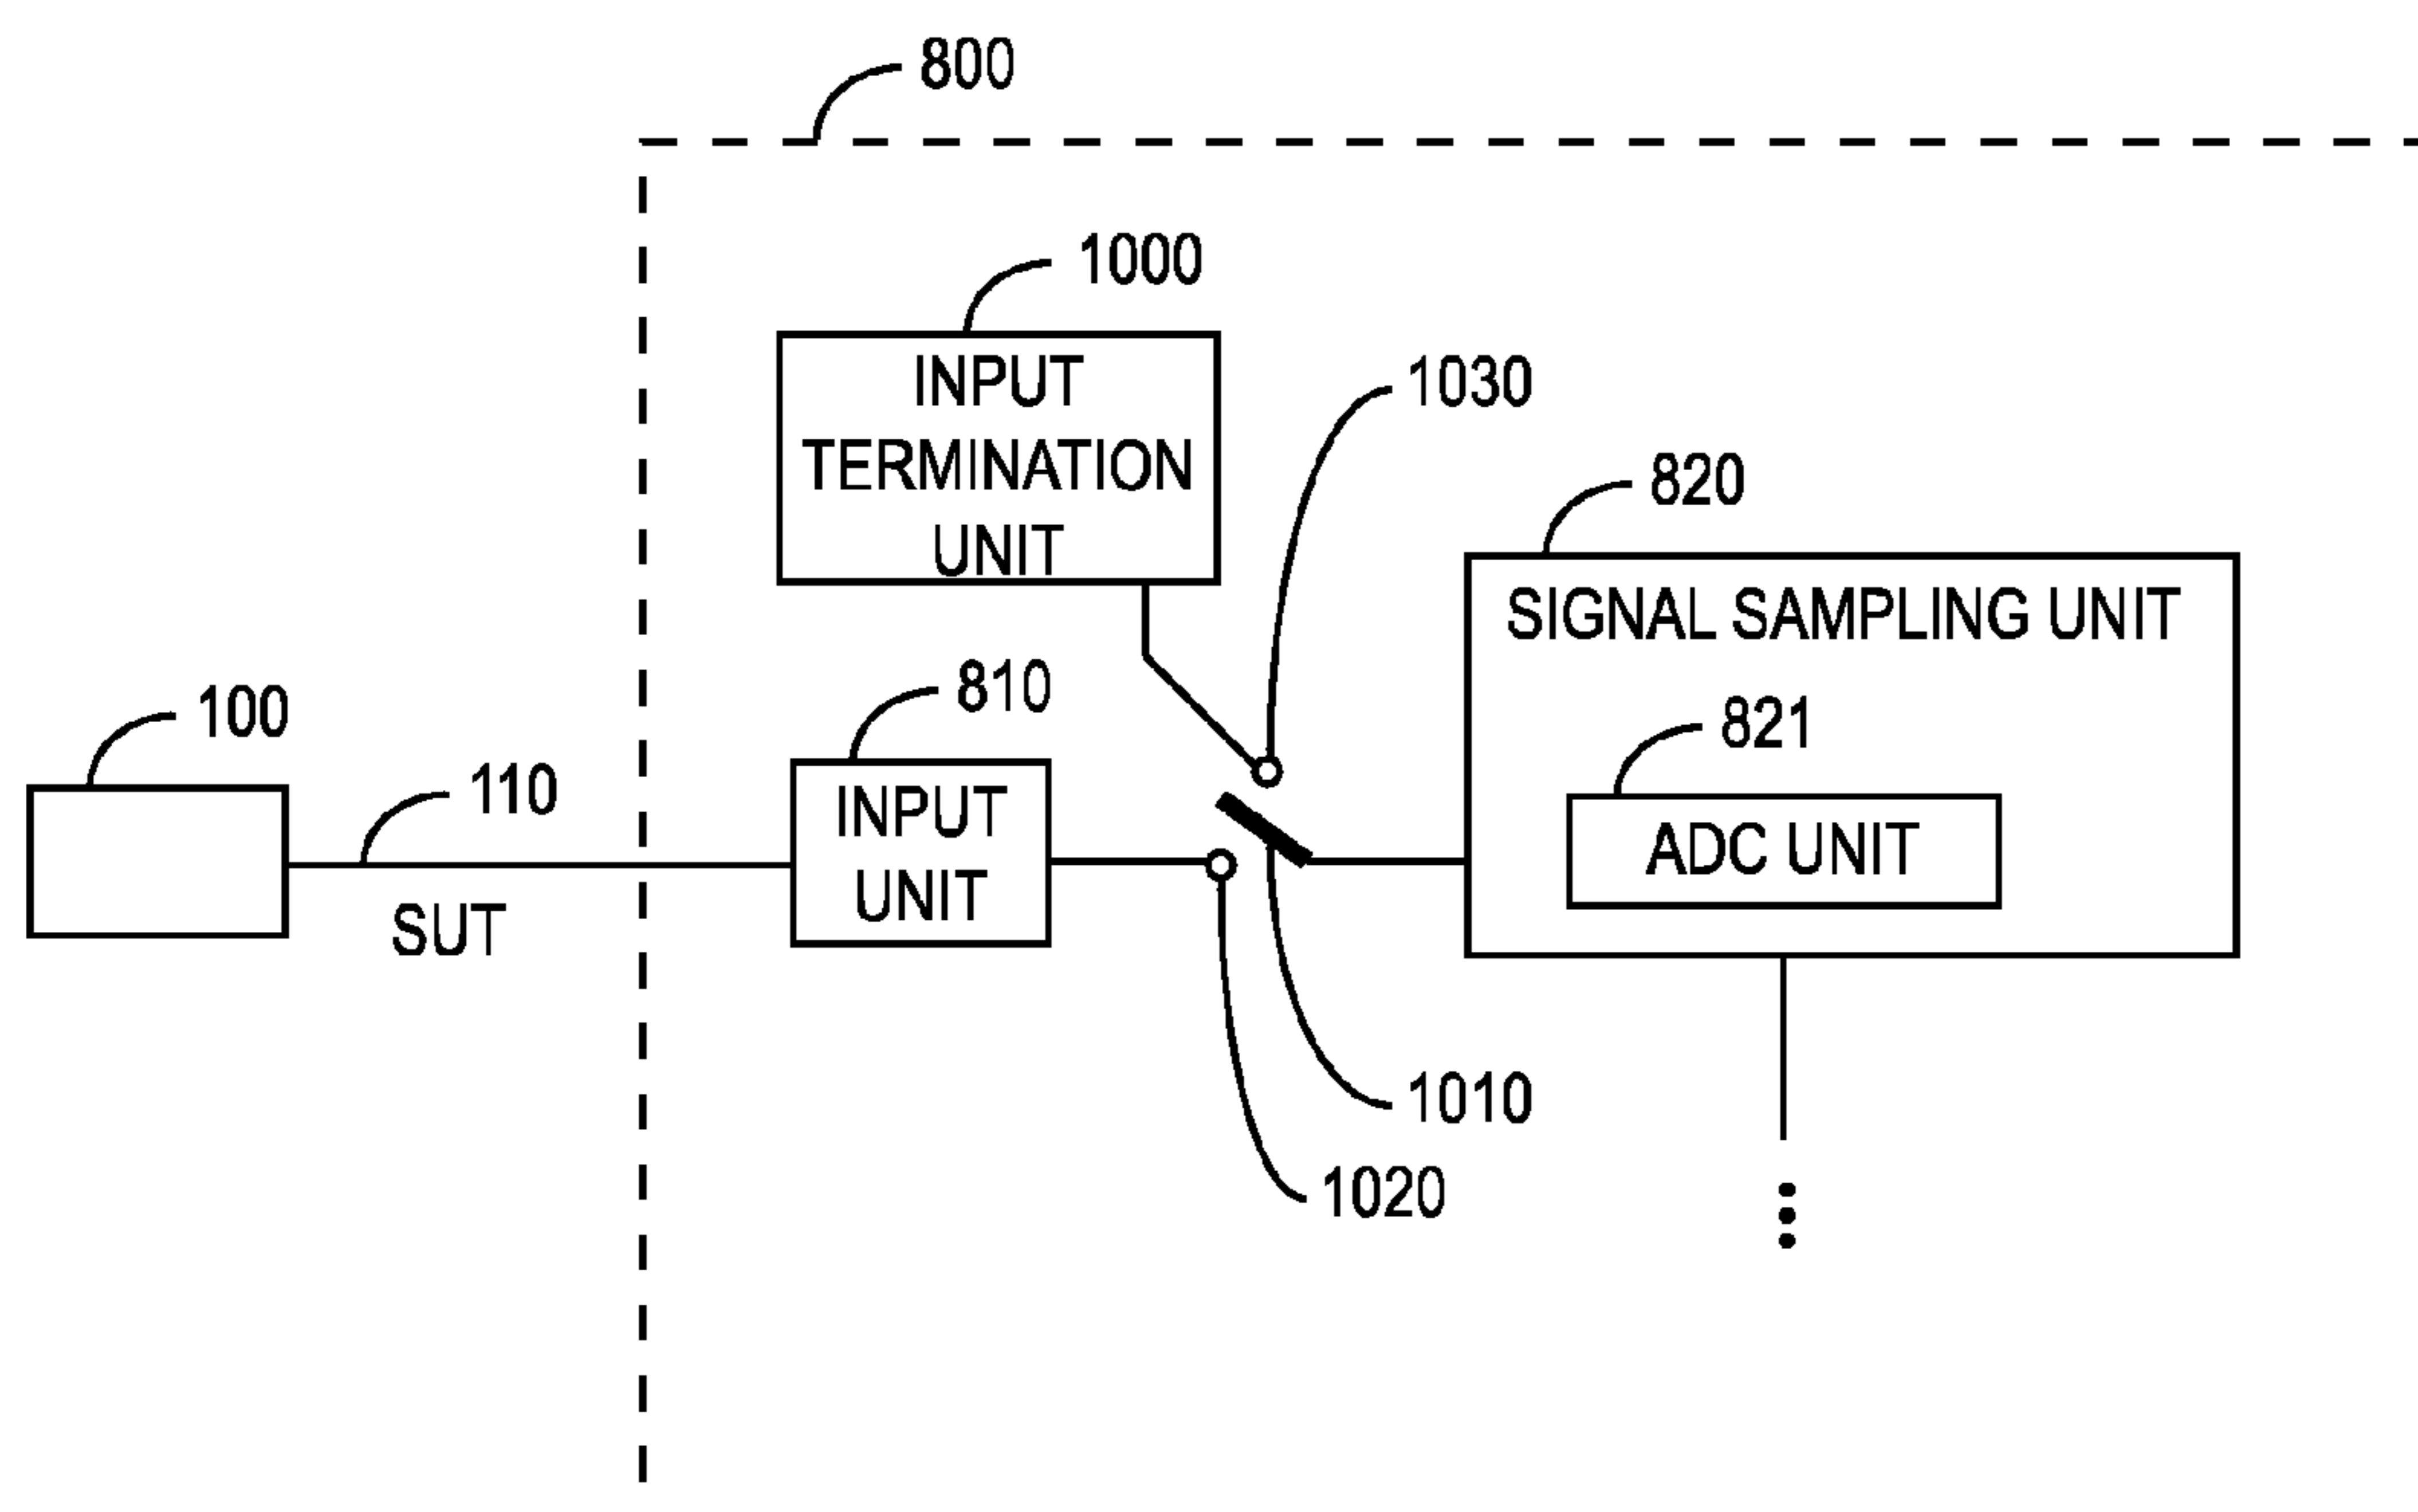 800
1000
INPUT
TERMINATION
UNIT
1030
820
SIGNAL SAMPLING UNIT
821
ADC UNIT
810
INPUT
UNIT
100
110
SUT
1010
1020